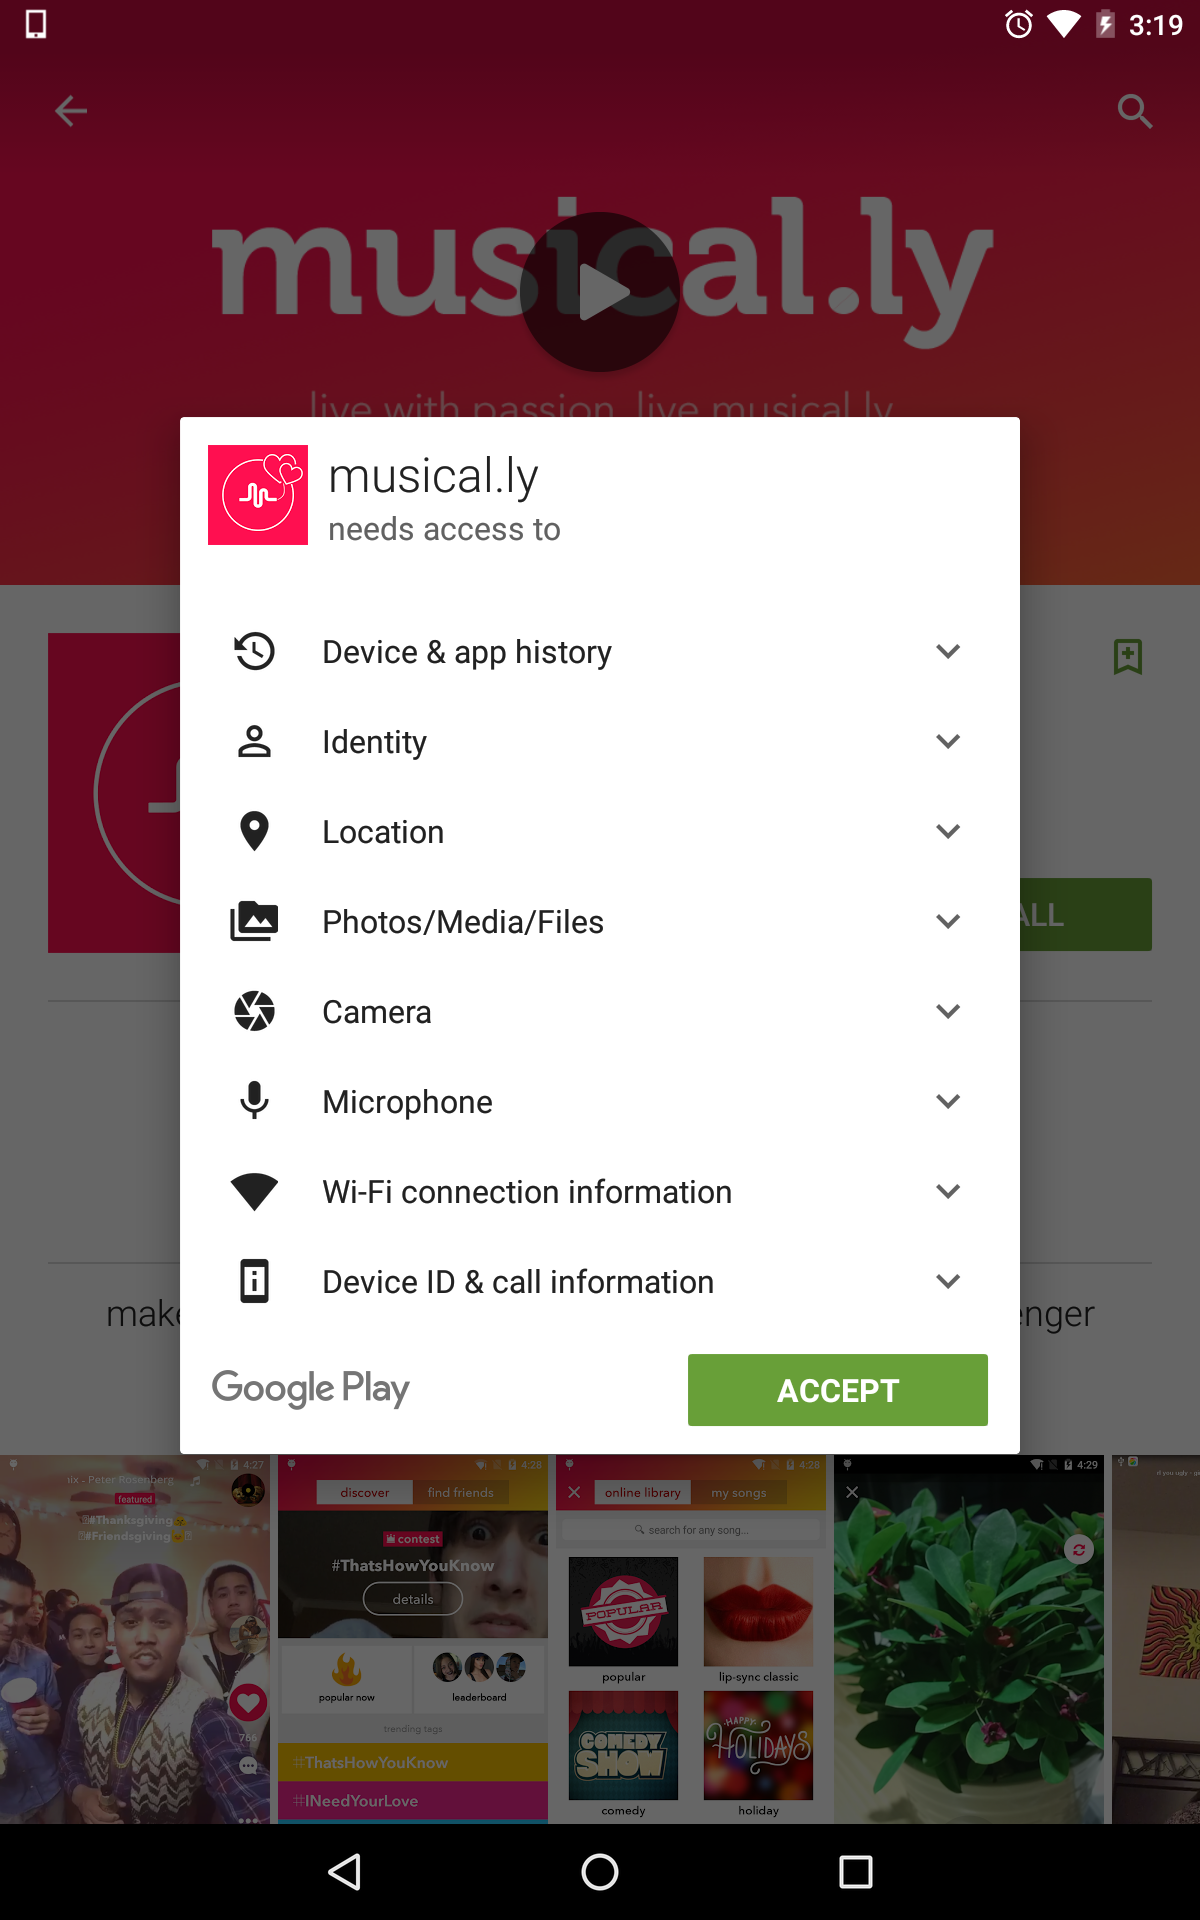 3:19
musical.ly
live with passion. live musical.ly
musical.ly
needs access to
Device & app history
Identity
Location
ALL
Photos/Media/Files
Camera
Microphone
Wi-Fi connection information
Device ID & call information
make
enger
Google Play
ACCEPT
4:27
ix - Peter Rosenberg
featured
#Thanksgiving
#Friendsgiving
766
4:28
discover
find friends
contest
#ThatsHowYouKnow
details
popular now
leaderboard
trending tags
#ThatsHowYouKnow
#INeedYourLove
4:28
online library
my songs
search for any song...
POPULAR
popular
lip-sync classic
COMEDY
SHOW
HAPPY
HOLIDAYS
comedy
holiday
4:29